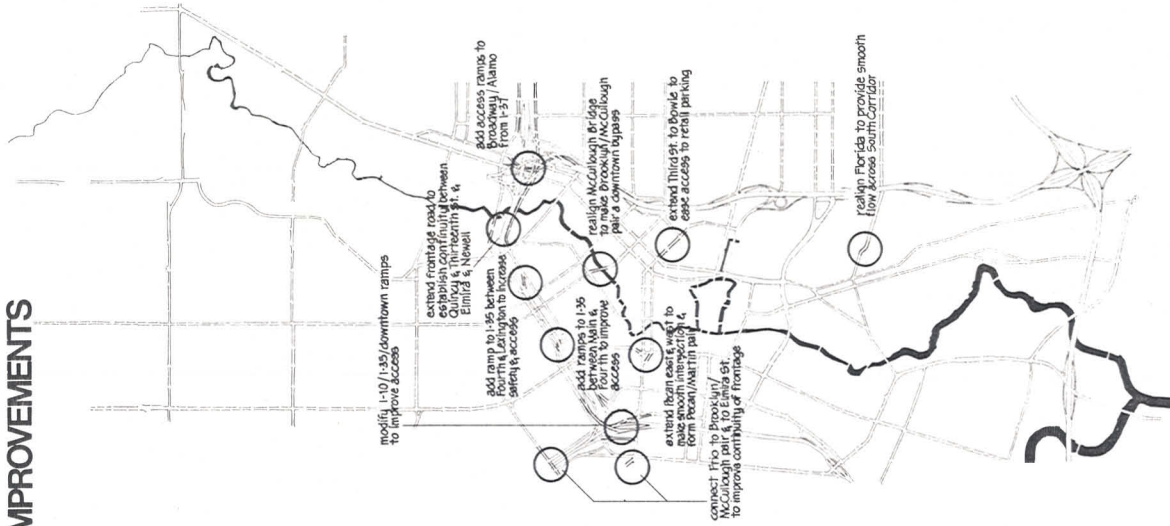 MPROVEMENTS
modify I-10/I-35/downtown ramps
to improve access
extend frontage road to
establish continuity between
Quincy & Thirteenth St. &
Elmira & Newell
add access ramps to
Broadway/Alamo
from I-37
add ramp to I-35 between
Fourth & Lexington to increase
safety & access
add ramps to I-35
between Main &
Fourth to improve
access
realign McCullough Bridge
to make Brooklyn/McCullough
pair a downtown bypass
extend Third St. to Bowie to
ease access to retail parking
extend Pecan east & west to
make smooth intersection &
form Pecan/Martin pair
connect Frio to Brooklyn/
McCullough pair & to Elmira St.
to improve continuity of frontage
realign Florida to provide smooth
flow across South Corridor